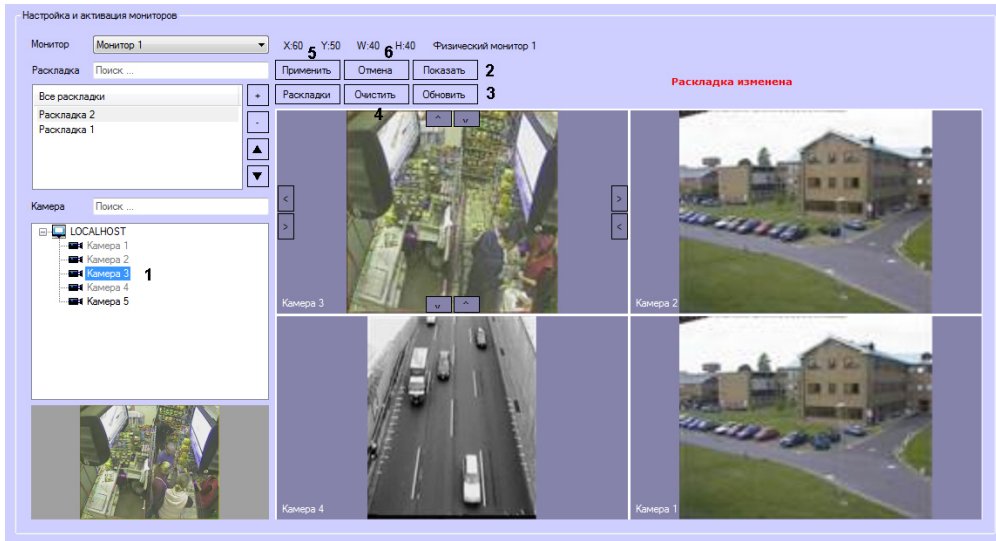 Настройка и активация мониторов
Монитор Монитор 1 X:60 Y:50 W:40 H:40 Физический монитор 1
5 6
Раскладка Поиск ... Применить Отмена Показать 2
Раскладка изменена
Все раскладки + Раскладки Очистить Обновить 3
Раскладка 2 4
Раскладка 1 -
▲
▼
^ v
< >
> <
v ^
Камера Поиск ...
LOCALHOST
Камера 1
Камера 2
Камера 3 1
Камера 4
Камера 5
Камера 3 Камера 2
Камера 4 Камера 1